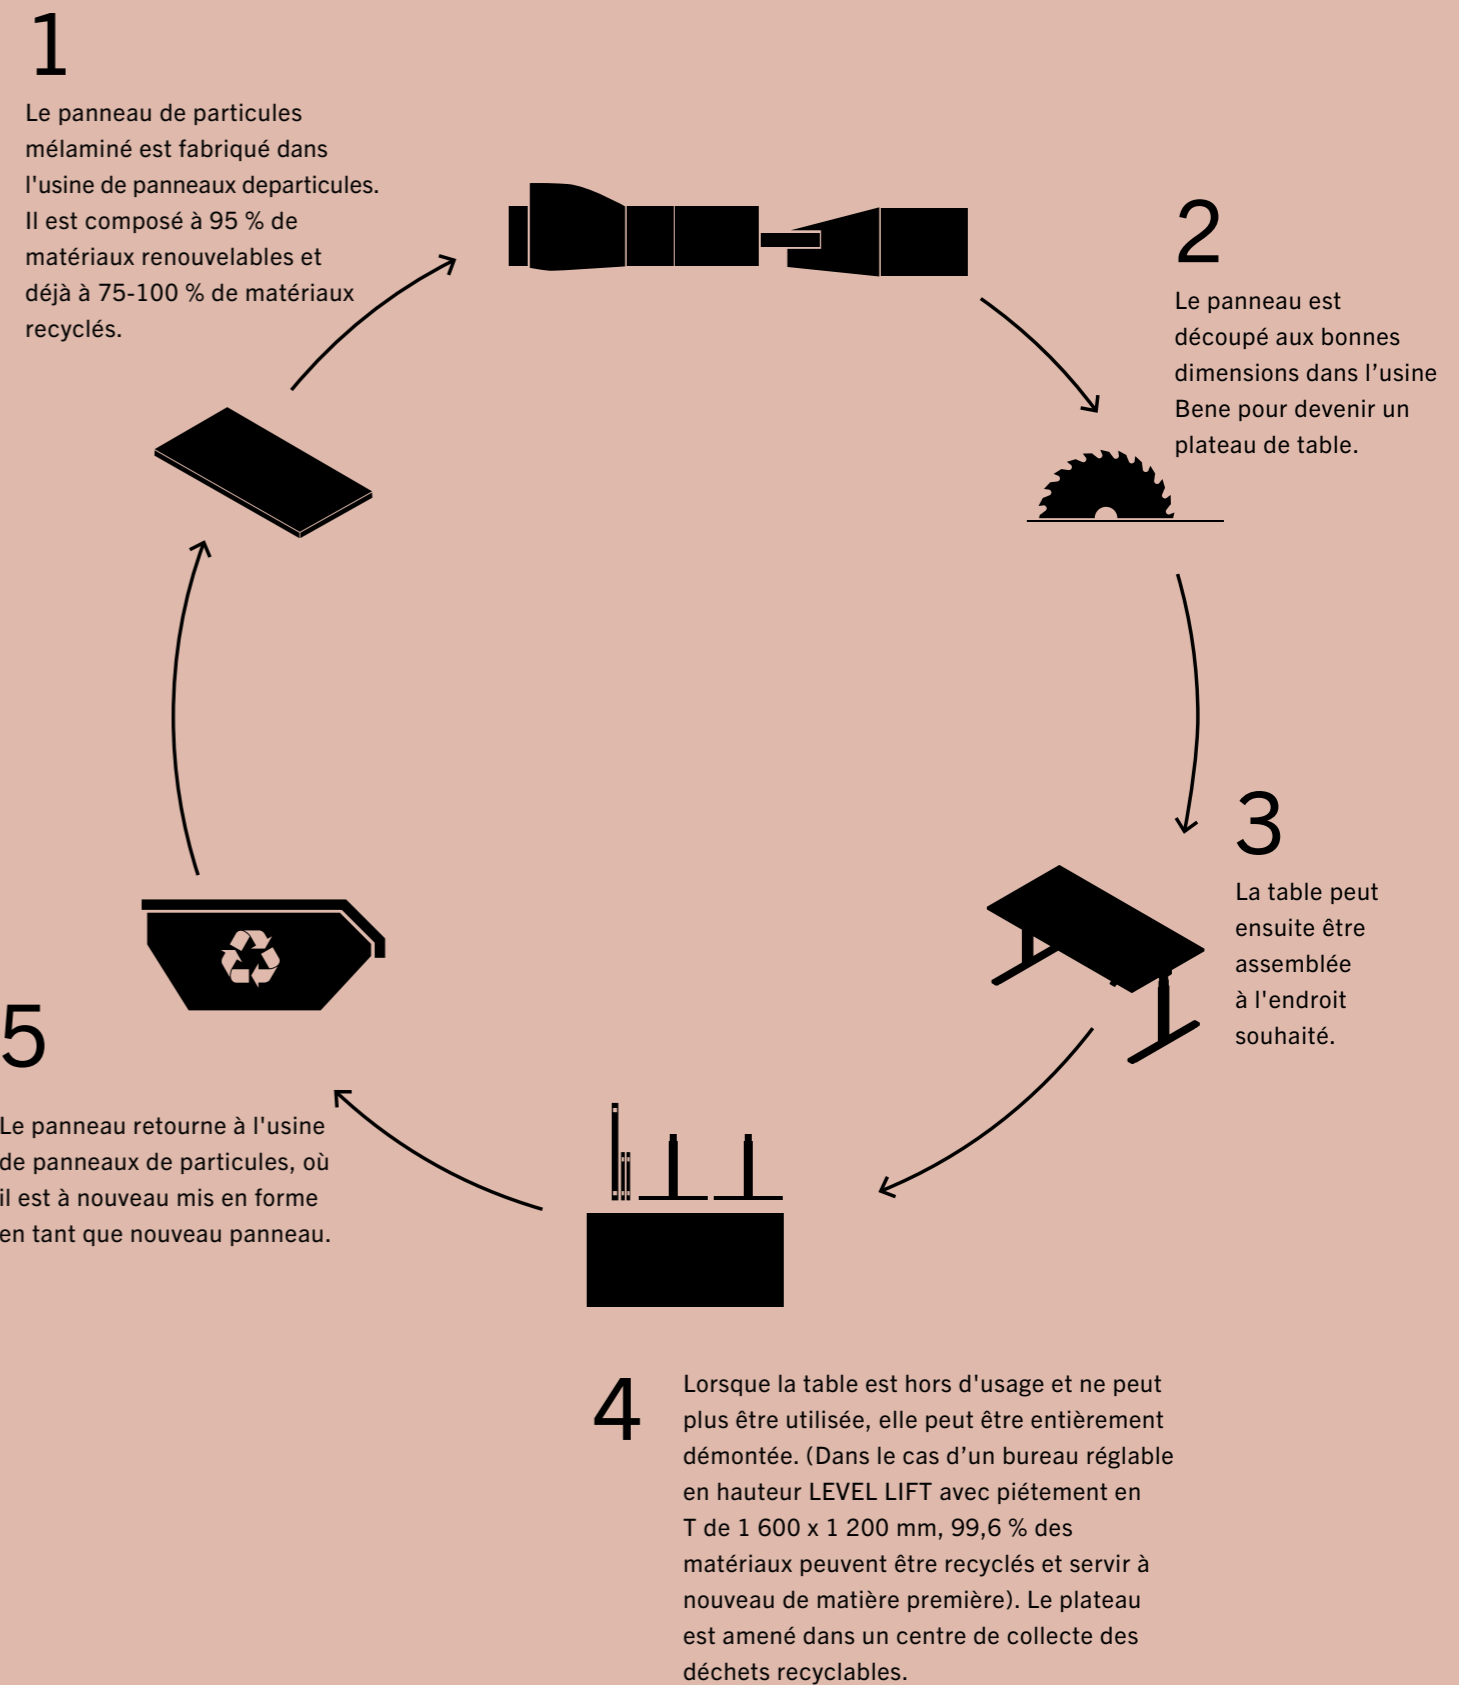 1
Le panneau de particules
mélaminé est fabriqué dans
l'usine de panneaux departicules.
Il est composé à 95 % de
matériaux renouvelables et
déjà à 75-100 % de matériaux
recyclés.
2
Le panneau est
découpé aux bonnes
dimensions dans l’usine
Bene pour devenir un
plateau de table.
3
La table peut
ensuite être
assemblée
à l'endroit
souhaité.
4
Lorsque la table est hors d'usage et ne peut
plus être utilisée, elle peut être entièrement
démontée. (Dans le cas d’un bureau réglable
en hauteur LEVEL LIFT avec piétement en
T de 1 600 x 1 200 mm, 99,6 % des
matériaux peuvent être recyclés et servir à
nouveau de matière première). Le plateau
est amené dans un centre de collecte des
déchets recyclables.
5
Le panneau retourne à l'usine
de panneaux de particules, où
il est à nouveau mis en forme
en tant que nouveau panneau.